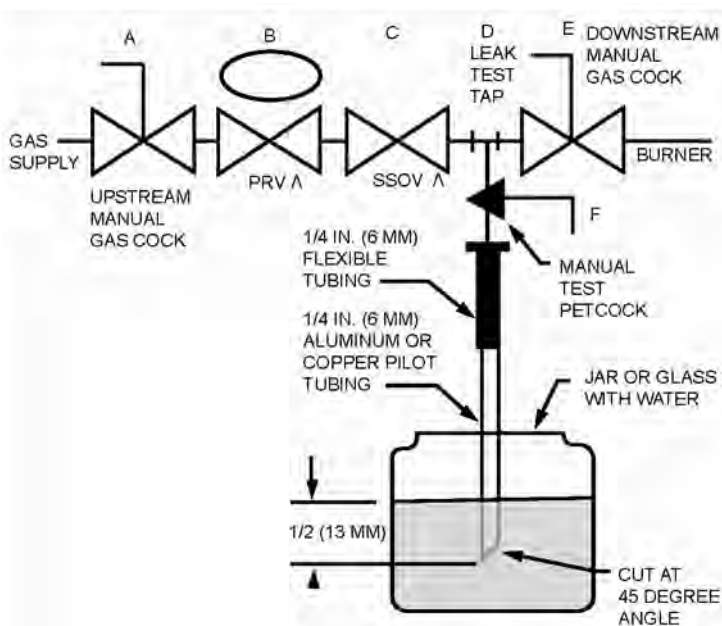 A
B
C
D
LEAK
TEST
TAP
E
DOWNSTREAM
MANUAL
GAS COCK
GAS
SUPPLY
BURNER
UPSTREAM
MANUAL
GAS COCK
PRV Λ
SSOV Λ
F
MANUAL
TEST
PETCOCK
1/4 IN. (6 MM)
FLEXIBLE
TUBING
1/4 IN. (6 MM)
ALUMINUM OR
COPPER PILOT
TUBING
JAR OR GLASS
WITH WATER
1/2 (13 MM)
CUT AT
45 DEGREE
ANGLE